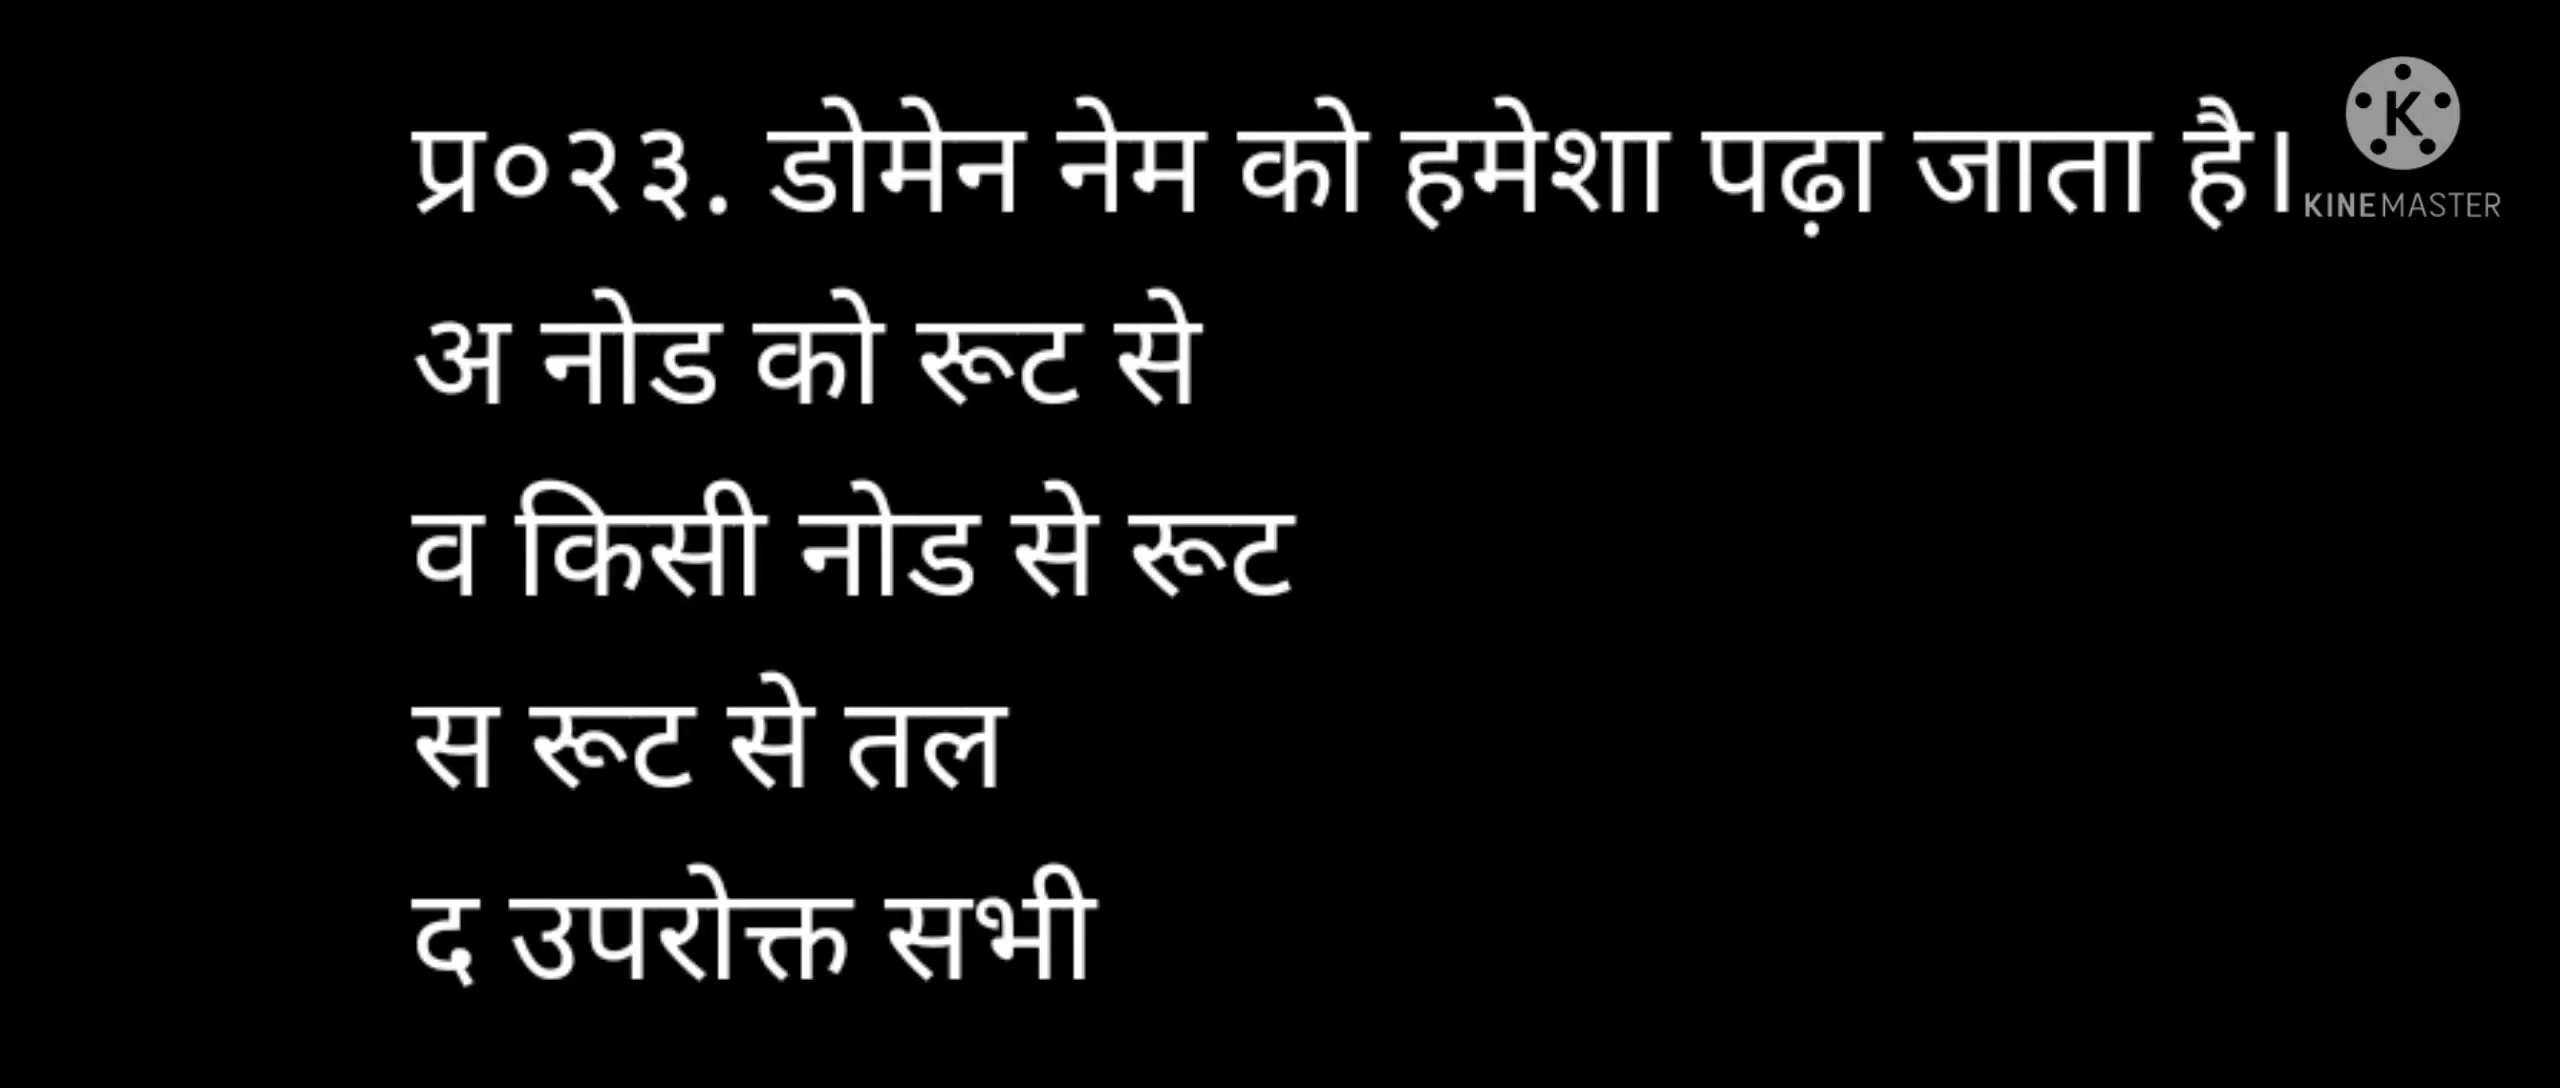 प्र०२३. डोमेन नेम को हमेशा पढ़ा जाता है।
KINEMASTER
अ नोड को रूट से
व किसी नोड से रूट
स रूट से तल
द उपरोक्त सभी